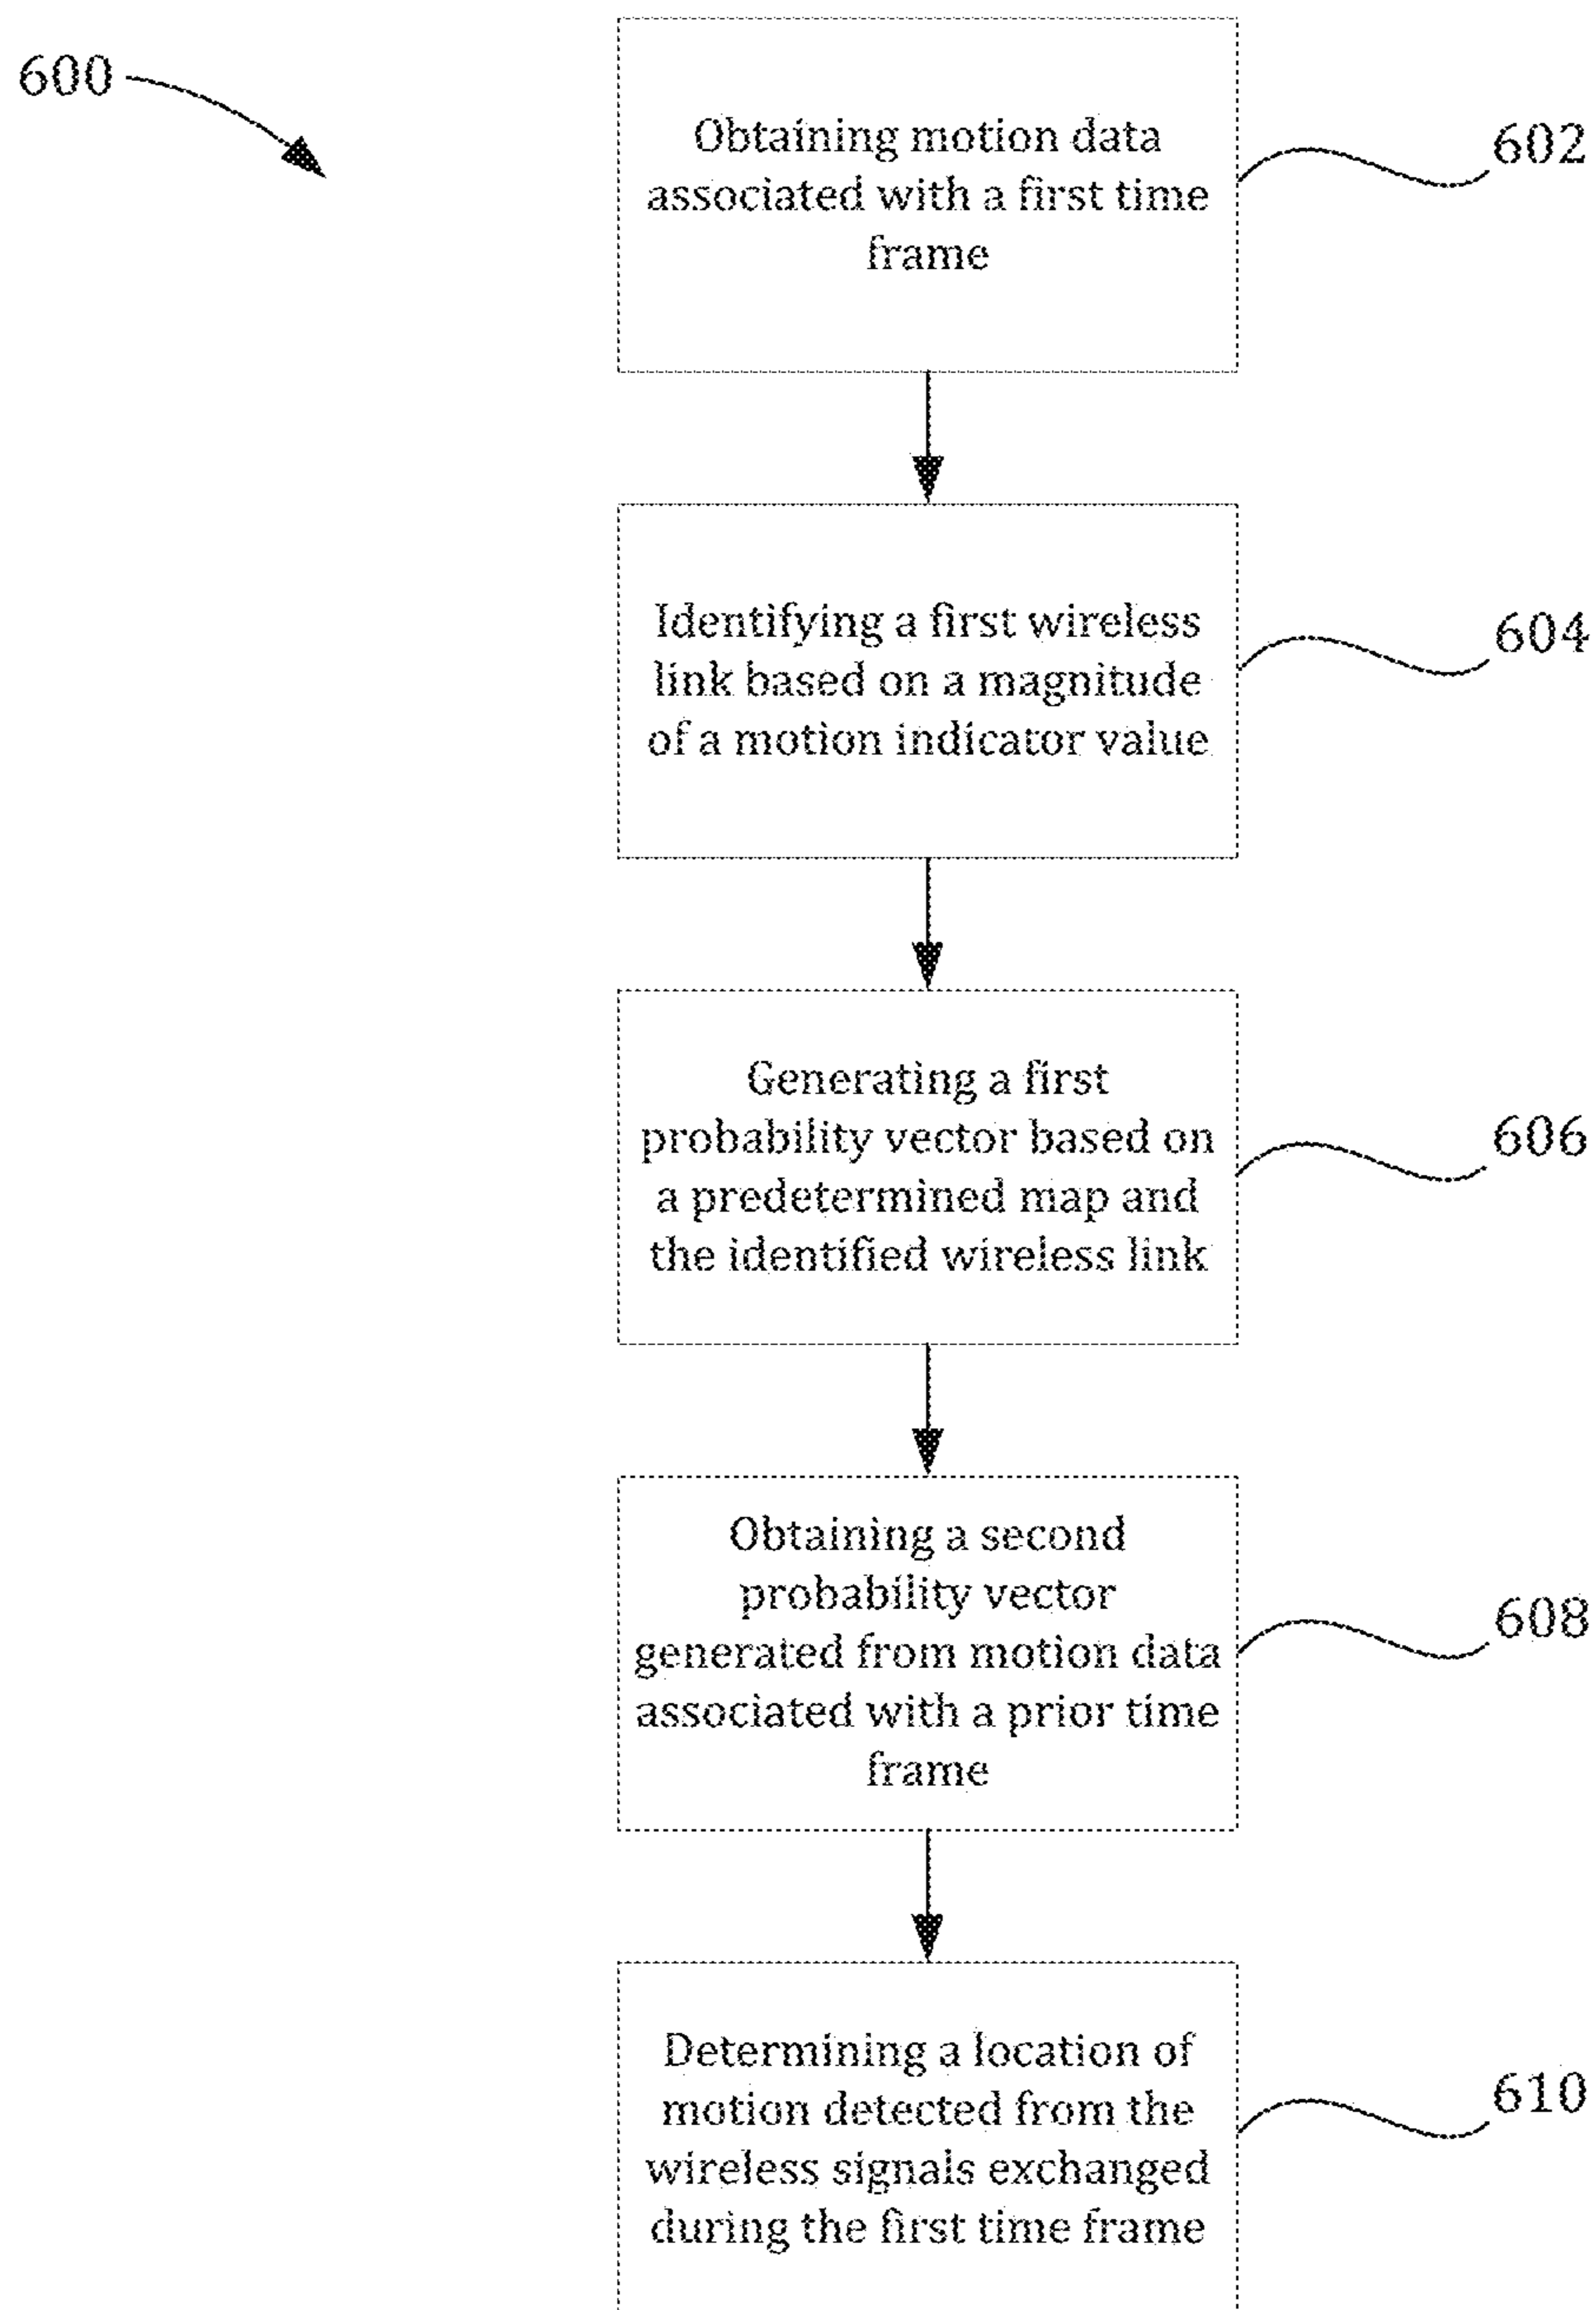 600
Obtaining motion data
associated with a first time
frame
602
Identifying a first wireless
link based on a magnitude
of a motion indicator value
604
Generating a first
probability vector based on
a predetermined map and
the identified wireless link
606
Obtaining a second
probability vector
generated from motion data
associated with a prior time
frame
608
Determining a location of
motion detected from the
wireless signals exchanged
during the first time frame
610